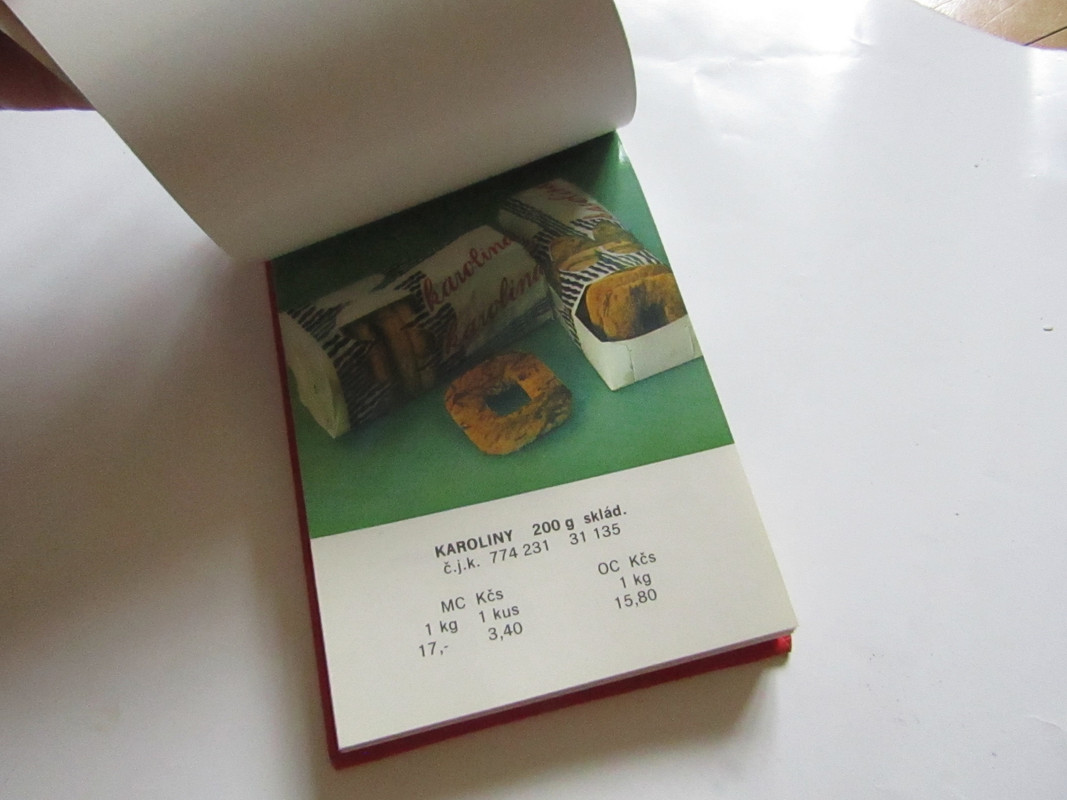 karolina
karolina
KAROLINY 200 g sklád.
č.j.k. 774 231 31 135
MC Kčs OC Kčs
1 kg 1 kus 1 kg
17,- 3,40 15,80